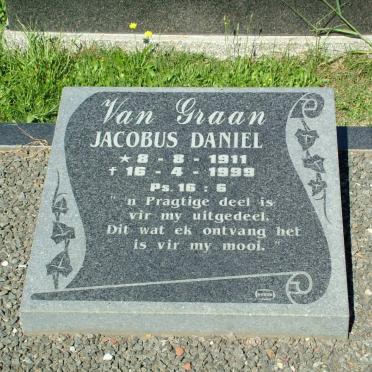 Van Graan
JACOBUS DANIEL
★ 8 - 8 - 1911
† 16 - 4 - 1999
Ps. 16 : 6
" 'n Pragtige deel is
vir my uitgedeel.
Dit wat ek ontvang het
is vir my mooi. "